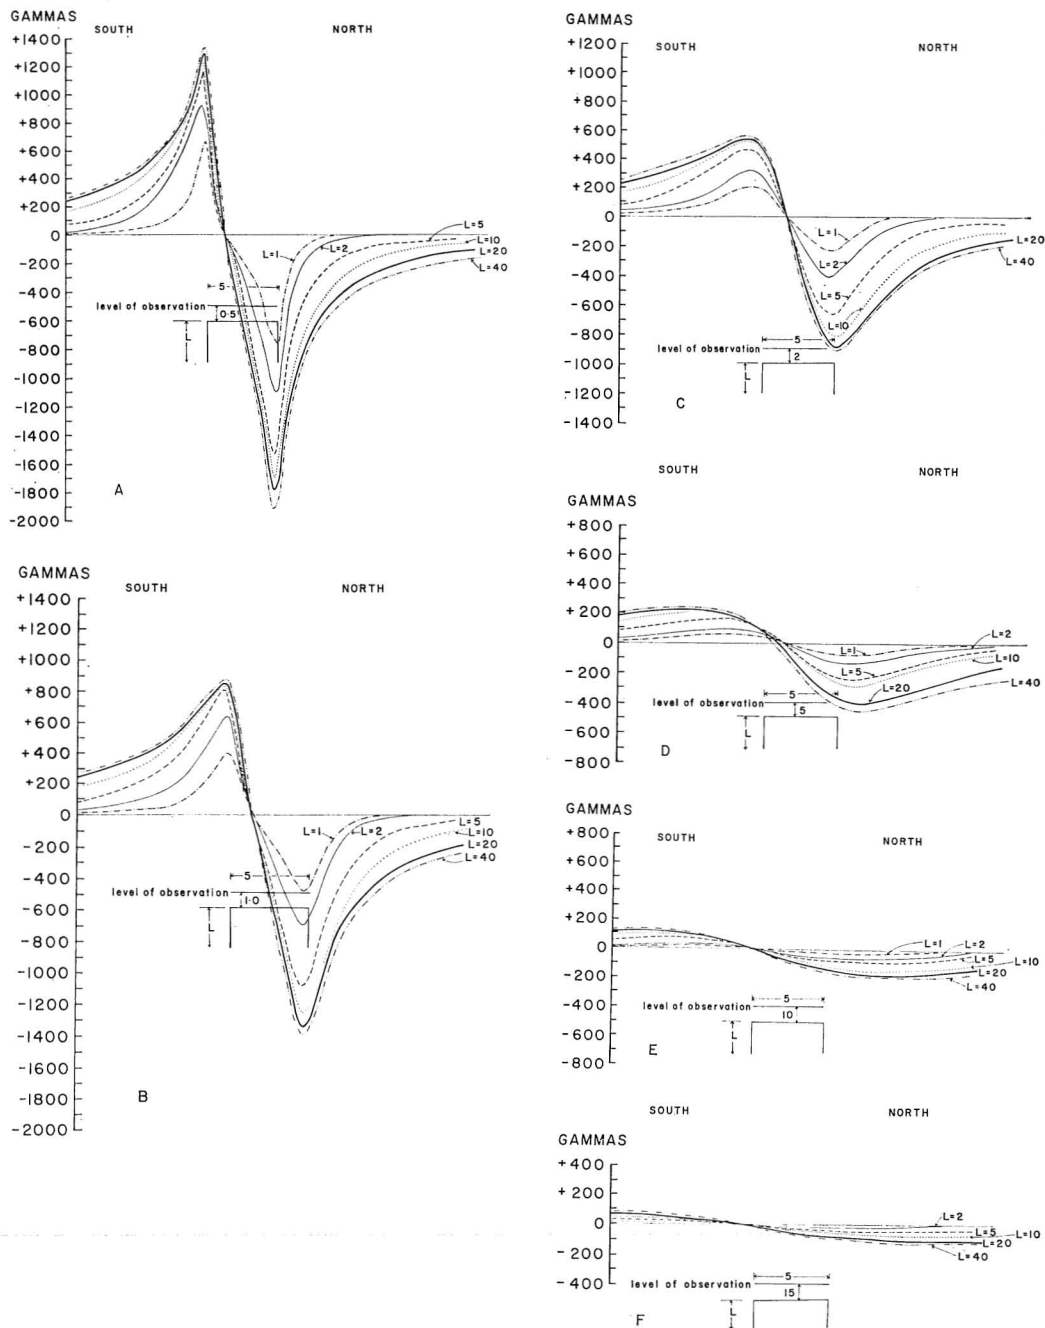 GAMMAS
SOUTH NORTH
+1400
+1200
+1000
+800
+600
+400
+200
0
-200
-400
-600
-800
-1000
-1200
-1400
-1600
-1800
-2000
L=1
L=2
L=5
L=10
L=20
L=40
5
level of observation
0·5
L
A
GAMMAS
SOUTH NORTH
+1400
+1200
+1000
+800
+600
+400
+200
0
-200
-400
-600
-800
-1000
-1200
-1400
-1600
-1800
-2000
L=1
L=2
L=5
L=10
L=20
L=40
5
level of observation
1·0
L
B
GAMMAS
SOUTH NORTH
+1200
+1000
+800
+600
+400
+200
0
-200
-400
-600
-800
-1000
-1200
-1400
L=1
L=2
L=5
L=10
L=20
L=40
5
level of observation
2
L
C
SOUTH NORTH
GAMMAS
+800
+600
+400
+200
0
-200
-400
-600
-800
L=1
L=2
L=5
L=10
L=20
L=40
5
level of observation
5
L
D
GAMMAS
SOUTH NORTH
+800
+600
+400
+200
0
-200
-400
-600
-800
L=1
L=2
L=5
L=10
L=20
L=40
5
level of observation
10
L
E
SOUTH NORTH
GAMMAS
+400
+200
0
-200
-400
L=2
L=5
L=10
L=20
L=40
5
level of observation
15
L
F